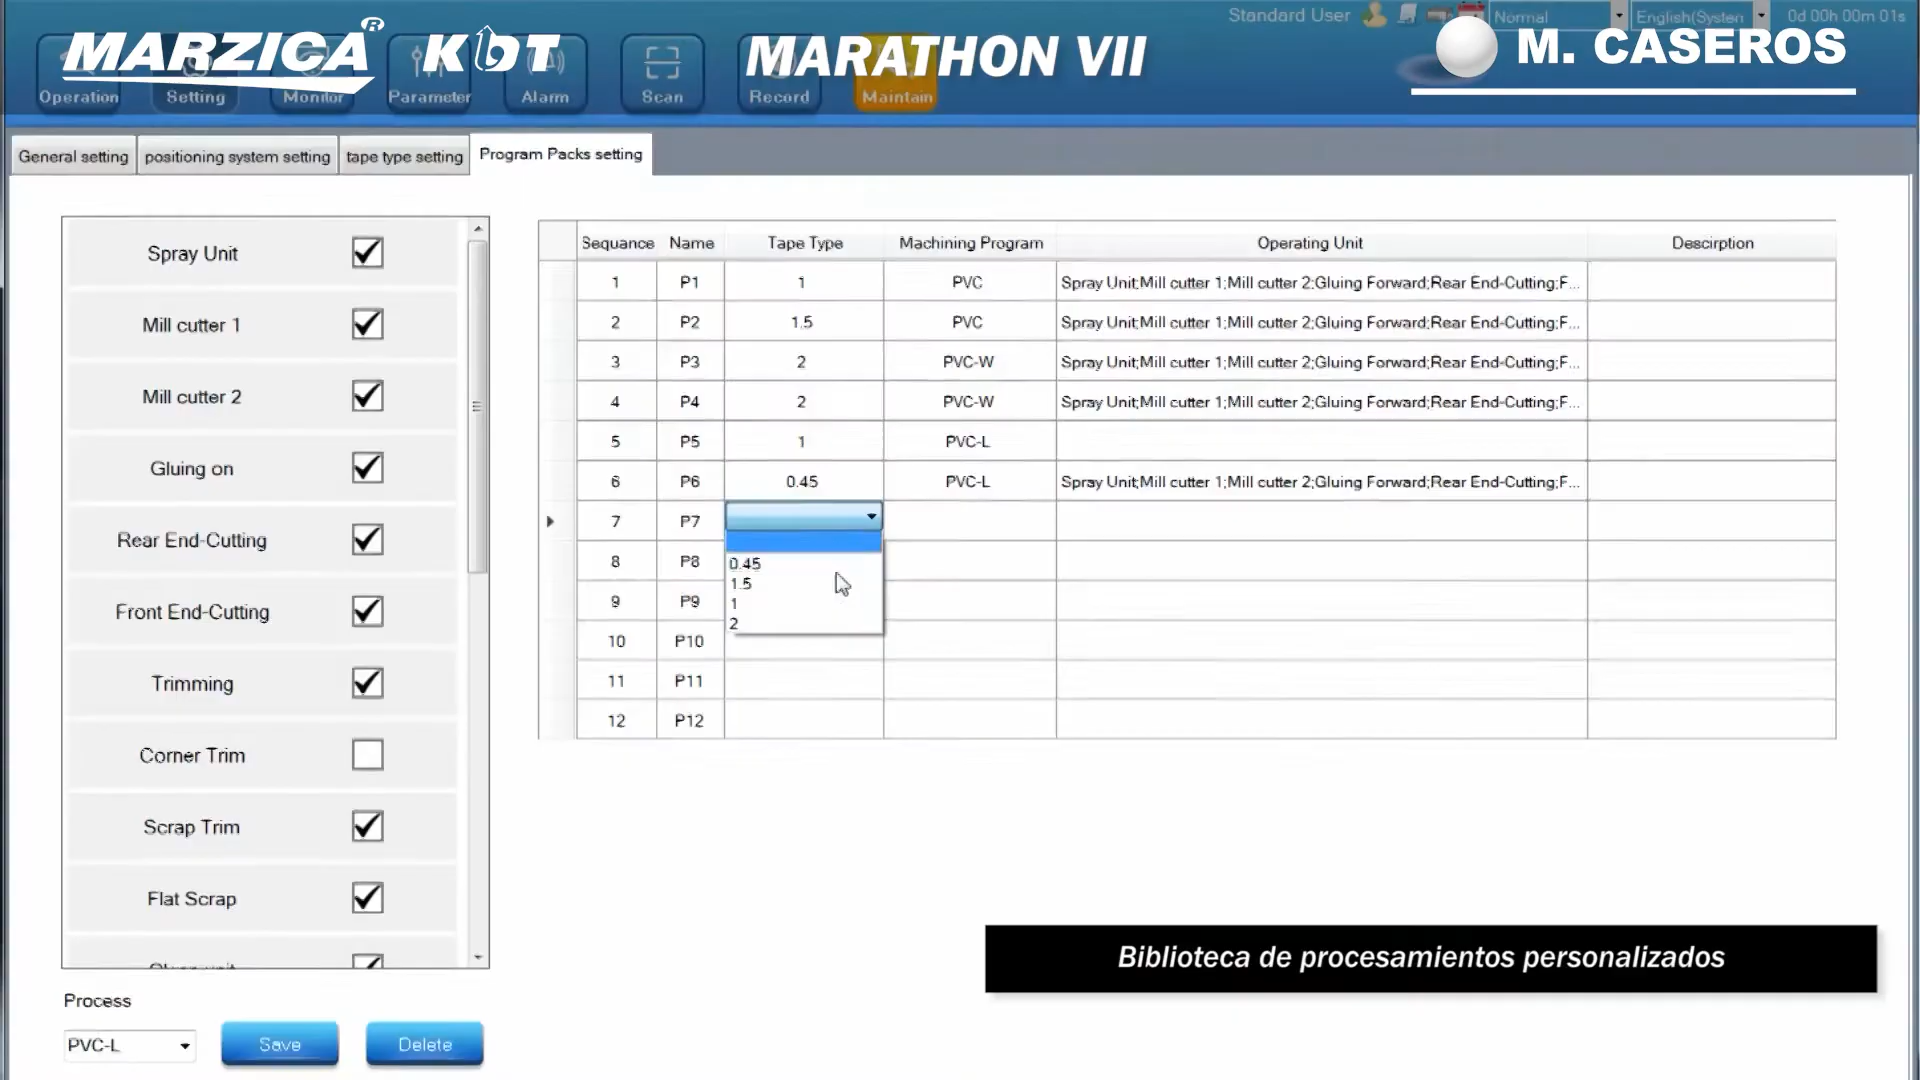 Standard User
Normal
English(System
0d 00h 00m 01s
MARZICA®
KDT
MARATHON VII
M. CASEROS
Operation
Setting
Monitor
Parameter
Alarm
Scan
Record
Maintain
General setting
positioning system setting
tape type setting
Program Packs setting
Spray Unit
Mill cutter 1
Mill cutter 2
Gluing on
Rear End-Cutting
Front End-Cutting
Trimming
Corner Trim
Scrap Trim
Flat Scrap
Sequance Name Tape Type Machining Program Operating Unit Descirption
1 P1 1 PVC Spray Unit;Mill cutter 1;Mill cutter 2;Gluing Forward;Rear End-Cutting;F...
2 P2 1.5 PVC Spray Unit;Mill cutter 1;Mill cutter 2;Gluing Forward;Rear End-Cutting;F...
3 P3 2 PVC-W Spray Unit;Mill cutter 1;Mill cutter 2;Gluing Forward;Rear End-Cutting;F...
4 P4 2 PVC-W Spray Unit;Mill cutter 1;Mill cutter 2;Gluing Forward;Rear End-Cutting;F...
5 P5 1 PVC-L
6 P6 0.45 PVC-L Spray Unit;Mill cutter 1;Mill cutter 2;Gluing Forward;Rear End-Cutting;F...
7 P7
8 P8
9 P9
10 P10
11 P11
12 P12
0.45
1.5
1
2
Biblioteca de procesamientos personalizados
Process
PVC-L
Save
Delete